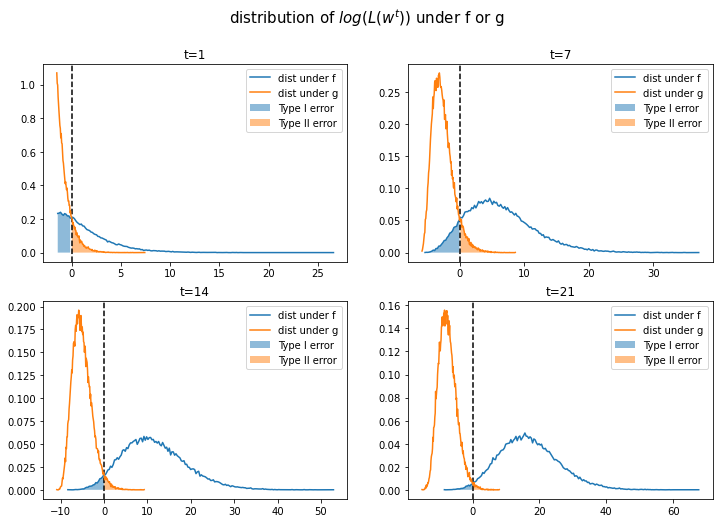 distribution of log(L(w^t)) under f or g
t=1
dist under f
dist under g
Type I error
Type II error
1.0
0.8
0.6
0.4
0.2
0.0
0 5 10 15 20 25
t=7
dist under f
dist under g
Type I error
Type II error
0.25
0.20
0.15
0.10
0.05
0.00
0 10 20 30
t=14
dist under f
dist under g
Type I error
Type II error
0.200
0.175
0.150
0.125
0.100
0.075
0.050
0.025
0.000
−10 0 10 20 30 40 50
t=21
dist under f
dist under g
Type I error
Type II error
0.16
0.14
0.12
0.10
0.08
0.06
0.04
0.02
0.00
0 20 40 60